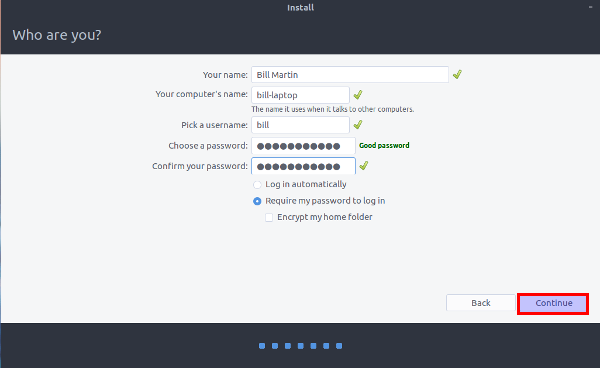 Install
Who are you?
Your name: Bill Martin
Your computer's name: bill-laptop
The name it uses when it talks to other computers.
Pick a username: bill
Choose a password: ●●●●●●●●●●● Good password
Confirm your password: ●●●●●●●●●●●
Log in automatically
Require my password to log in
Encrypt my home folder
Back Continue